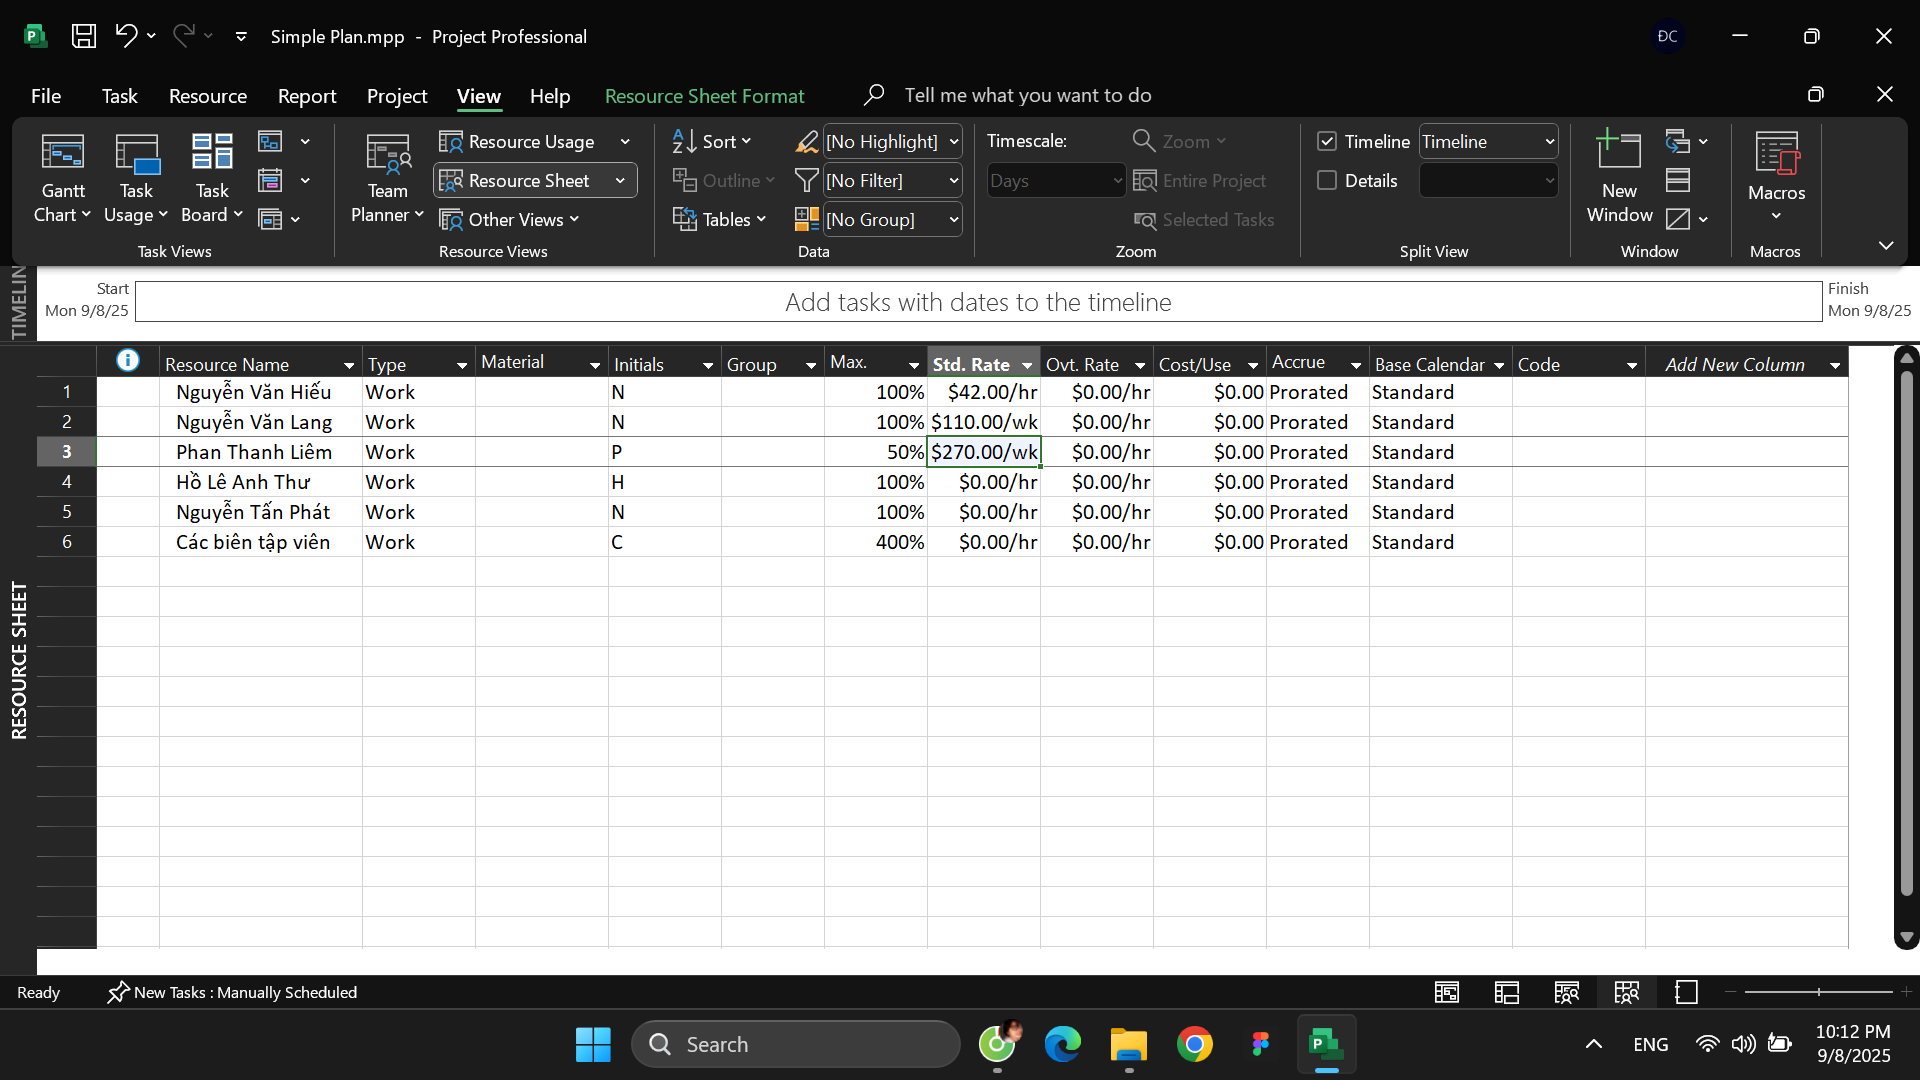 Simple Plan.mpp - Project Professional
ĐC
File Task Resource Report Project View Help Resource Sheet Format Tell me what you want to do
Gantt Chart
Task Usage
Task Board
Task Views
Team Planner
Resource Usage
Resource Sheet
Other Views
Resource Views
Sort
Outline
Tables
[No Highlight]
[No Filter]
[No Group]
Data
Timescale:
Days
Zoom
Entire Project
Selected Tasks
Zoom
Timeline Timeline
Details
Split View
New Window
Window
Macros
Macros
TIMELIN
Start
Mon 9/8/25
Add tasks with dates to the timeline
Finish
Mon 9/8/25
RESOURCE SHEET
Resource Name Type Material Initials Group Max. Std. Rate Ovt. Rate Cost/Use Accrue Base Calendar Code Add New Column
1 Nguyễn Văn Hiếu Work N 100% $42.00/hr $0.00/hr $0.00 Prorated Standard
2 Nguyễn Văn Lang Work N 100% $110.00/wk $0.00/hr $0.00 Prorated Standard
3 Phan Thanh Liêm Work P 50% $270.00/wk $0.00/hr $0.00 Prorated Standard
4 Hồ Lê Anh Thư Work H 100% $0.00/hr $0.00/hr $0.00 Prorated Standard
5 Nguyễn Tấn Phát Work N 100% $0.00/hr $0.00/hr $0.00 Prorated Standard
6 Các biên tập viên Work C 400% $0.00/hr $0.00/hr $0.00 Prorated Standard
Ready New Tasks : Manually Scheduled
Search
ENG
10:12 PM
9/8/2025